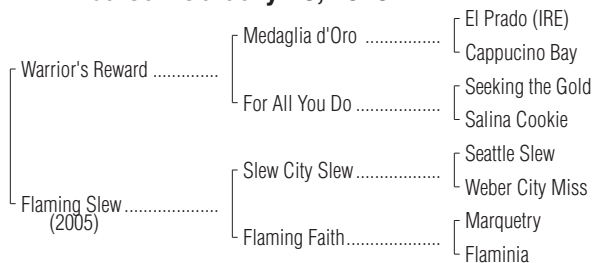 Medaglia d'Oro ................
El Prado (IRE)
Cappucino Bay
Warrior's Reward ..............
For All You Do ..................
Seeking the Gold
Salina Cookie
Slew City Slew ..................
Seattle Slew
Weber City Miss
Flaming Slew ....................
(2005)
Flaming Faith ....................
Marquetry
Flaminia